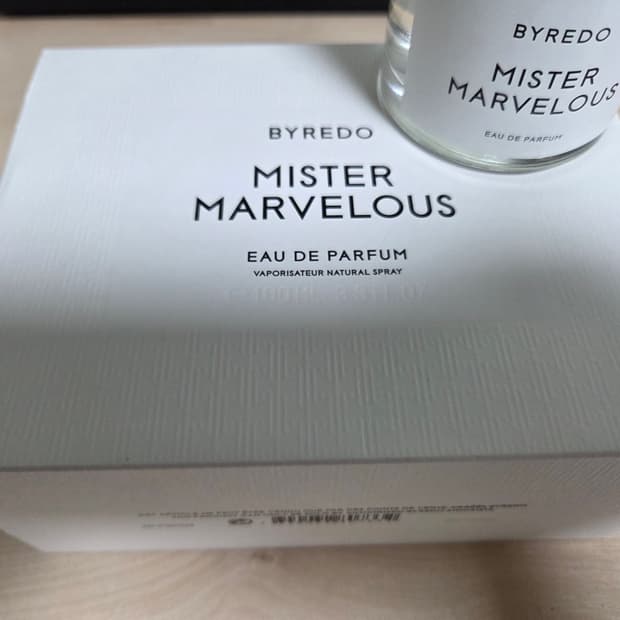 BYREDO
MISTER
MARVELOUS
EAU DE PARFUM
BYREDO
MISTER
MARVELOUS
EAU DE PARFUM
VAPORISATEUR NATURAL SPRAY